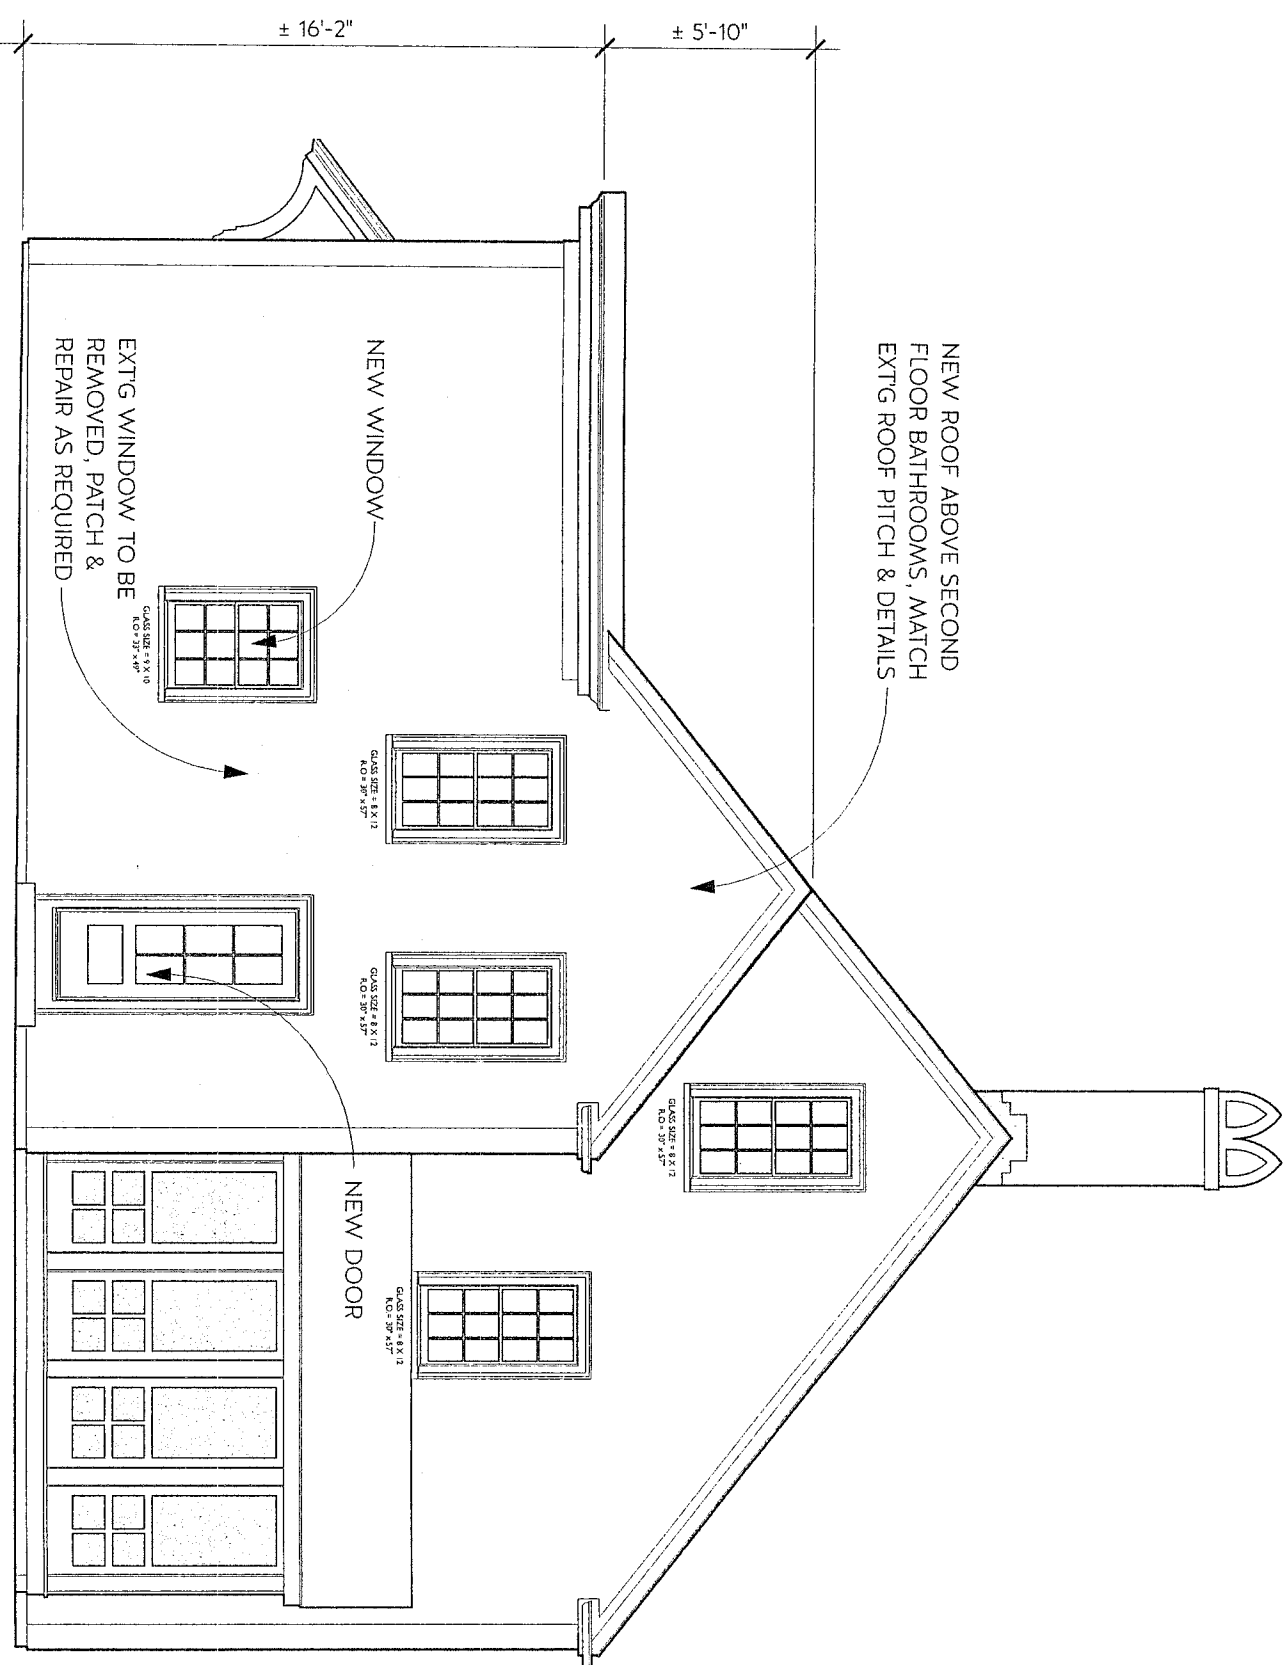 ± 16'-2"
± 5'-10"
NEW ROOF ABOVE SECOND
FLOOR BATHROOMS, MATCH
EXT'G ROOF PITCH & DETAILS
NEW WINDOW
EXT'G WINDOW TO BE
REMOVED, PATCH &
REPAIR AS REQUIRED
GLASS SIZE = 9 X 10
R.O = 33" x 49"
GLASS SIZE = 8 X 12
R.O = 30" x 57"
GLASS SIZE = 8 X 12
R.O = 30" x 57"
GLASS SIZE = 8 X 12
R.O = 30" x 57"
GLASS SIZE = 8 X 12
R.O = 30" x 57"
NEW DOOR